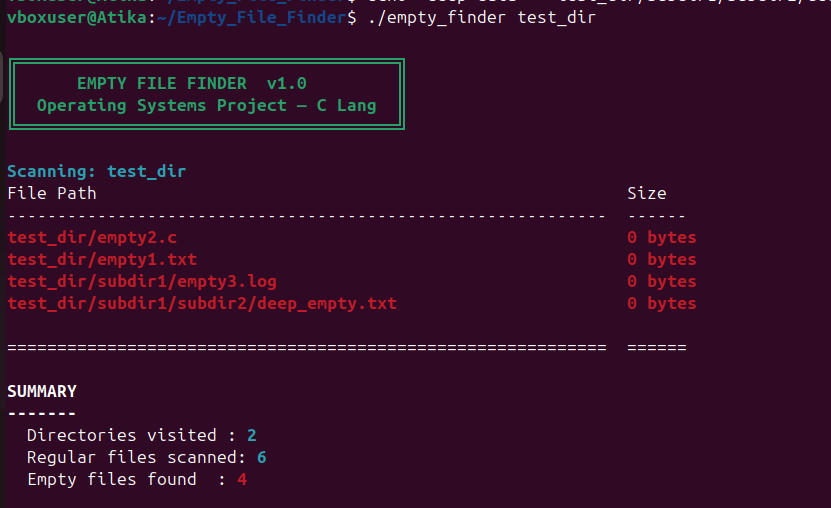 vboxuser@Atika:~/Empty_File_Finder$ ./empty_finder test_dir
EMPTY FILE FINDER  v1.0
Operating Systems Project — C Lang
Scanning: test_dir
File Path                                                     Size
------------------------------------------------------------  ------
test_dir/empty2.c                                             0 bytes
test_dir/empty1.txt                                           0 bytes
test_dir/subdir1/empty3.log                                   0 bytes
test_dir/subdir1/subdir2/deep_empty.txt                       0 bytes
============================================================  ======
SUMMARY
-------
Directories visited : 2
Regular files scanned: 6
Empty files found  : 4